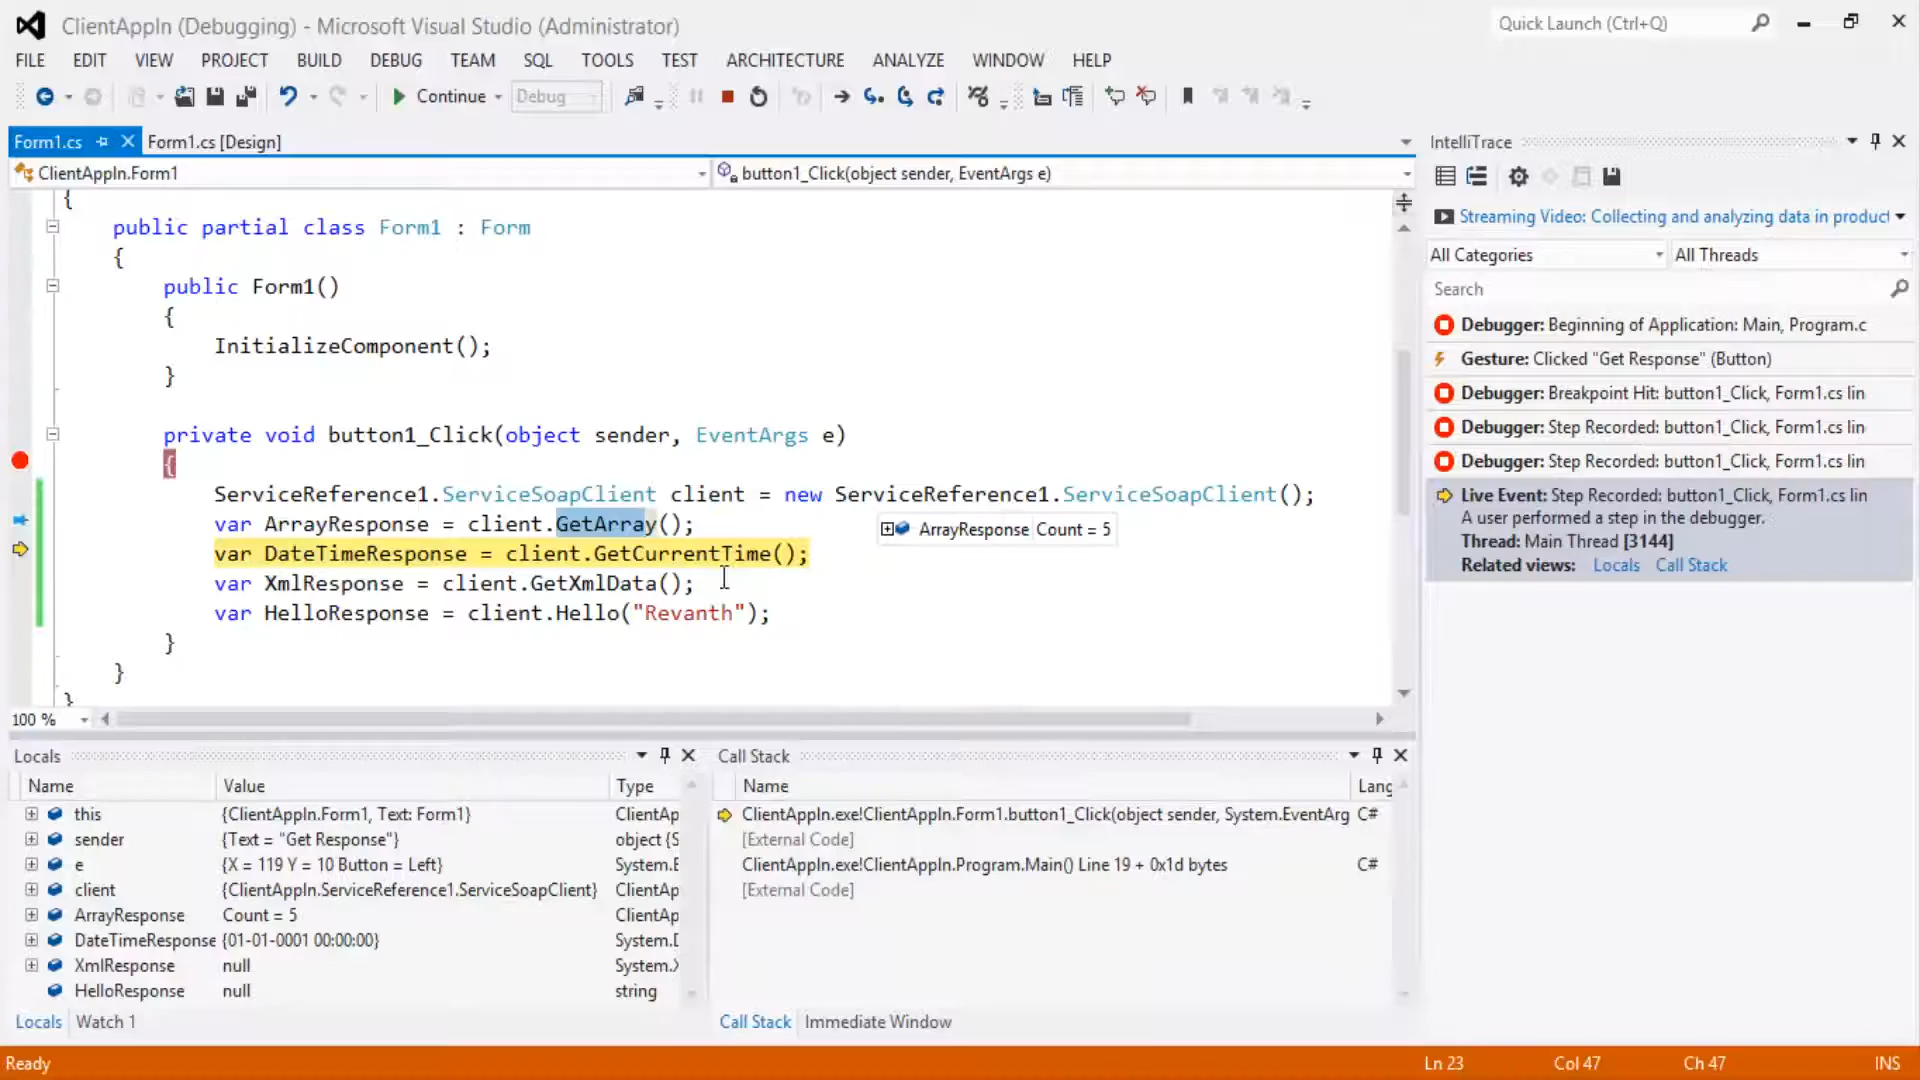 ClientAppIn (Debugging) - Microsoft Visual Studio (Administrator)
Quick Launch (Ctrl+Q)
FILE EDIT VIEW PROJECT BUILD DEBUG TEAM SQL TOOLS TEST ARCHITECTURE ANALYZE WINDOW HELP
Continue Debug
Form1.cs Form1.cs [Design]
ClientAppIn.Form1 button1_Click(object sender, EventArgs e)
{
public partial class Form1 : Form
{
public Form1()
{
InitializeComponent();
}
private void button1_Click(object sender, EventArgs e)
{
ServiceReference1.ServiceSoapClient client = new ServiceReference1.ServiceSoapClient();
var ArrayResponse = client.GetArray();
ArrayResponse Count = 5
var DateTimeResponse = client.GetCurrentTime();
var XmlResponse = client.GetXmlData();
var HelloResponse = client.Hello("Revanth");
}
}
}
100 %
IntelliTrace
Streaming Video: Collecting and analyzing data in product
All Categories All Threads
Search
Debugger: Beginning of Application: Main, Program.c
Gesture: Clicked "Get Response" (Button)
Debugger: Breakpoint Hit: button1_Click, Form1.cs lin
Debugger: Step Recorded: button1_Click, Form1.cs lin
Debugger: Step Recorded: button1_Click, Form1.cs lin
Live Event: Step Recorded: button1_Click, Form1.cs lin
A user performed a step in the debugger.
Thread: Main Thread [3144]
Related views: Locals Call Stack
Locals
Name Value Type
this {ClientAppIn.Form1, Text: Form1} ClientAp
sender {Text = "Get Response"} object {S
e {X = 119 Y = 10 Button = Left} System.E
client {ClientAppIn.ServiceReference1.ServiceSoapClient} ClientAp
ArrayResponse Count = 5 ClientAp
DateTimeResponse {01-01-0001 00:00:00} System.D
XmlResponse null System.X
HelloResponse null string
Locals Watch 1
Call Stack
Name Lang
ClientAppIn.exe!ClientAppIn.Form1.button1_Click(object sender, System.EventArg C#
[External Code]
ClientAppIn.exe!ClientAppIn.Program.Main() Line 19 + 0x1d bytes C#
[External Code]
Call Stack Immediate Window
Ready Ln 23 Col 47 Ch 47 INS